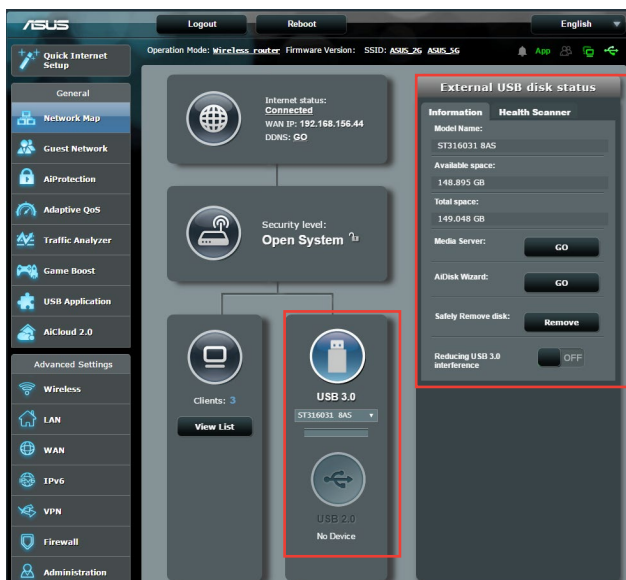 ASUS
Logout
Reboot
English
Quick Internet
Setup
Operation Mode: Wireless router Firmware Version: SSID: ASUS_2G ASUS_5G
App
General
Network Map
Guest Network
AiProtection
Adaptive QoS
Traffic Analyzer
Game Boost
USB Application
AiCloud 2.0
Advanced Settings
Wireless
LAN
WAN
IPv6
VPN
Firewall
Administration
Internet status:
Connected
WAN IP: 192.168.156.44
DDNS: GO
Security level:
Open System
Clients: 3
View List
USB 3.0
ST316031 8AS
USB 2.0
No Device
External USB disk status
Information Health Scanner
Model Name:
ST316031 8AS
Available space:
148.895 GB
Total space:
149.048 GB
Media Server:
GO
AiDisk Wizard:
GO
Safely Remove disk:
Remove
Reducing USB 3.0
interference
OFF